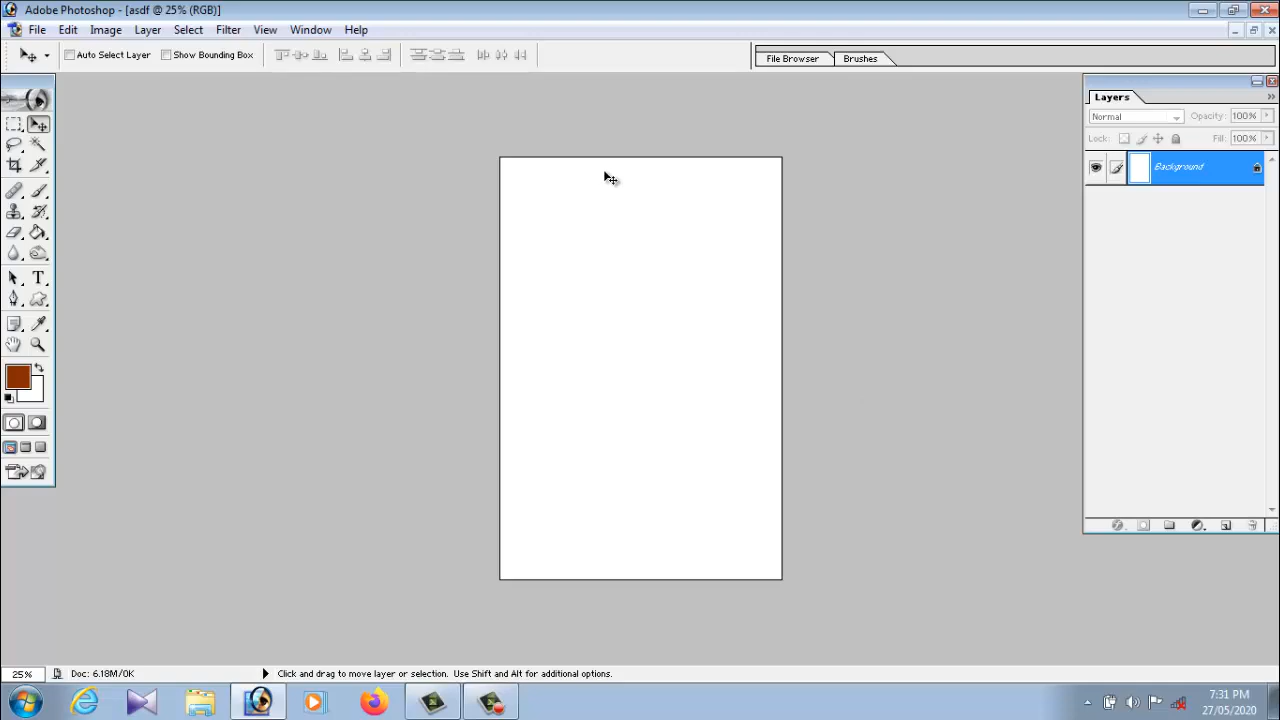 Adobe Photoshop - [asdf @ 25% (RGB)]
File Edit Image Layer Select Filter View Window Help
Auto Select Layer Show Bounding Box File Browser Brushes
Layers
Normal Opacity: 100%
Lock: Fill: 100%
Background
T
25% Doc: 6.18M/0K Click and drag to move layer or selection. Use Shift and Alt for additional options.
7:31 PM
27/05/2020